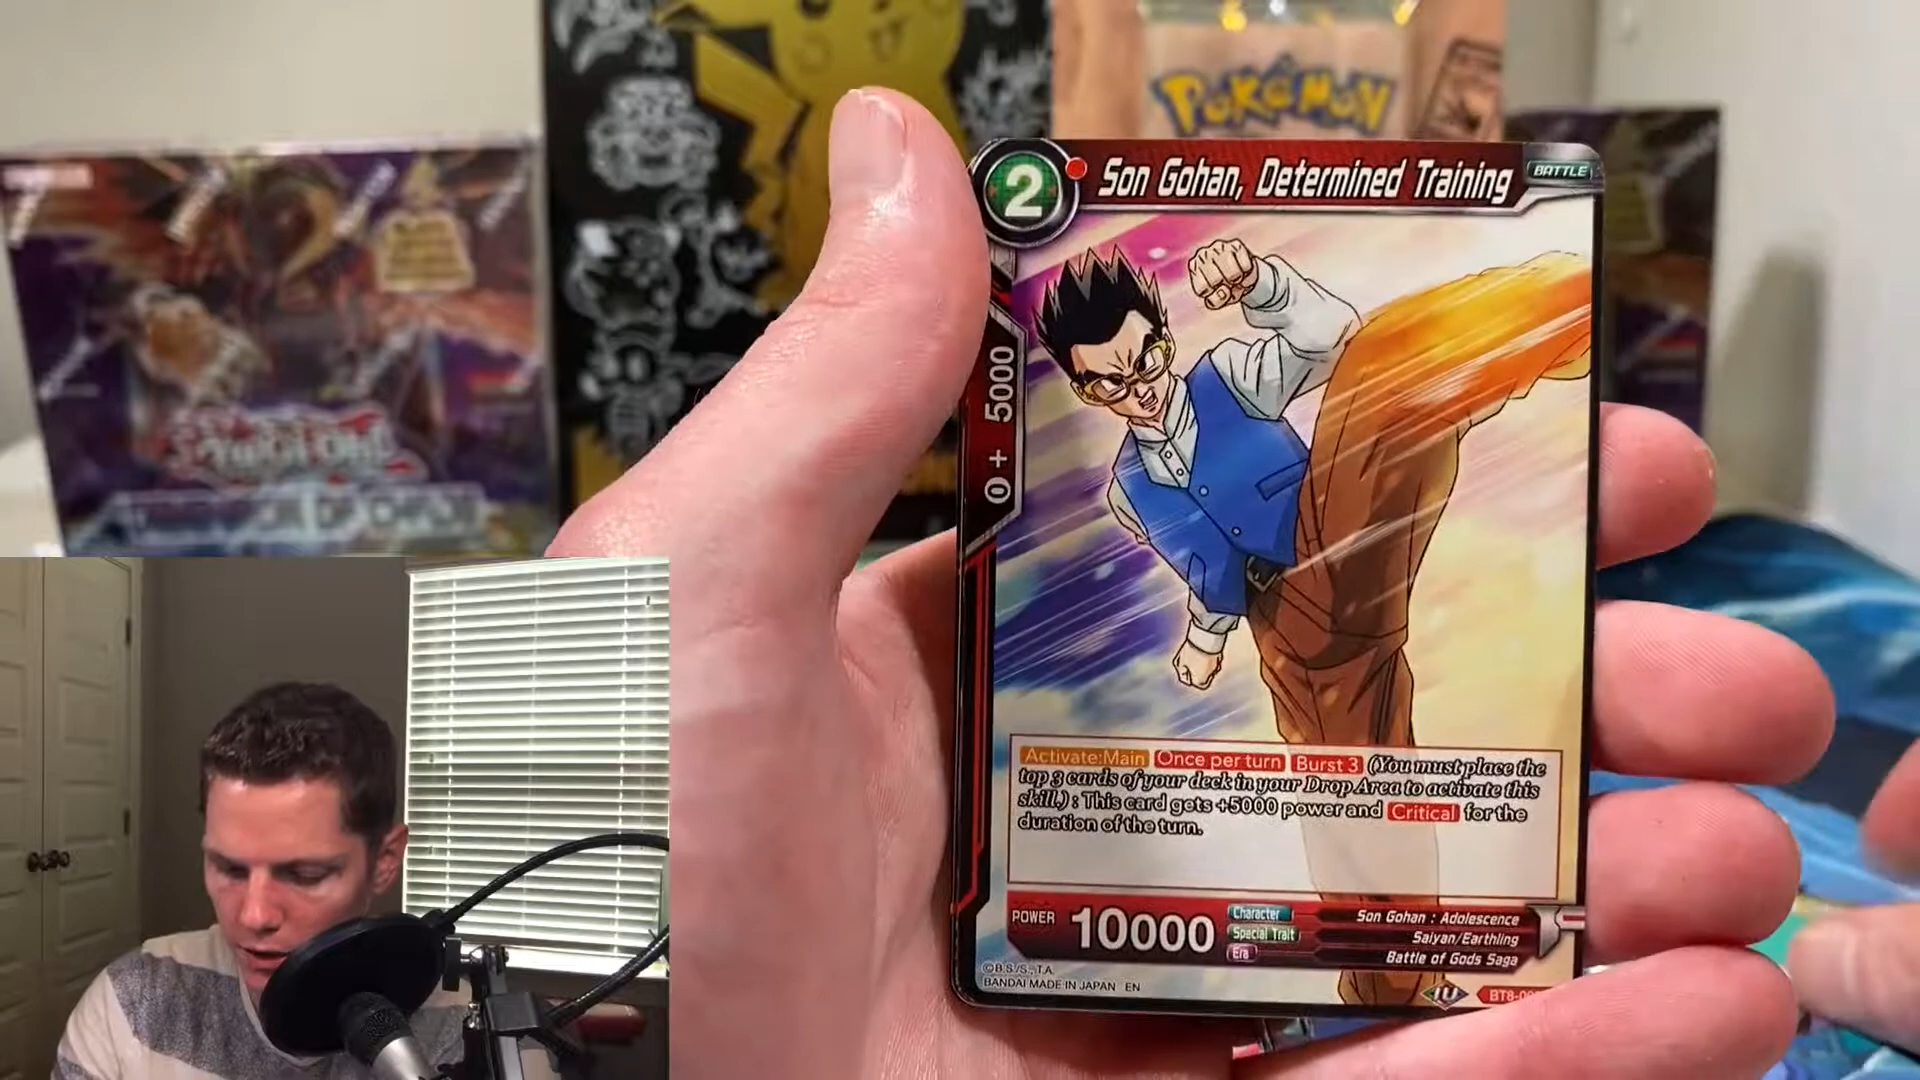 POKÉMON
2
Son Gohan, Determined Training
BATTLE
0 + 5000
YU-GI-OH!
Activate:Main Once per turn Burst 3 (You must place the
top 3 cards of your deck in your Drop Area to activate this
skill.) : This card gets +5000 power and Critical for the
duration of the turn.
POWER 10000
Character Son Gohan : Adolescence
Special Trait Saiyan/Earthling
Era Battle of Gods Saga
©B.S./S., T.A.
BANDAI MADE IN JAPAN EN